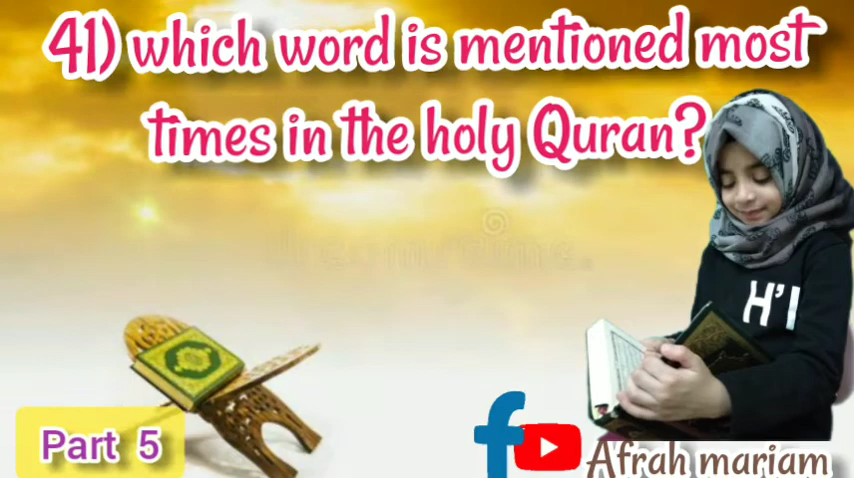 41) which word is mentioned most
times in the holy Quran?
H'I
Part 5
f
Afrah mariam